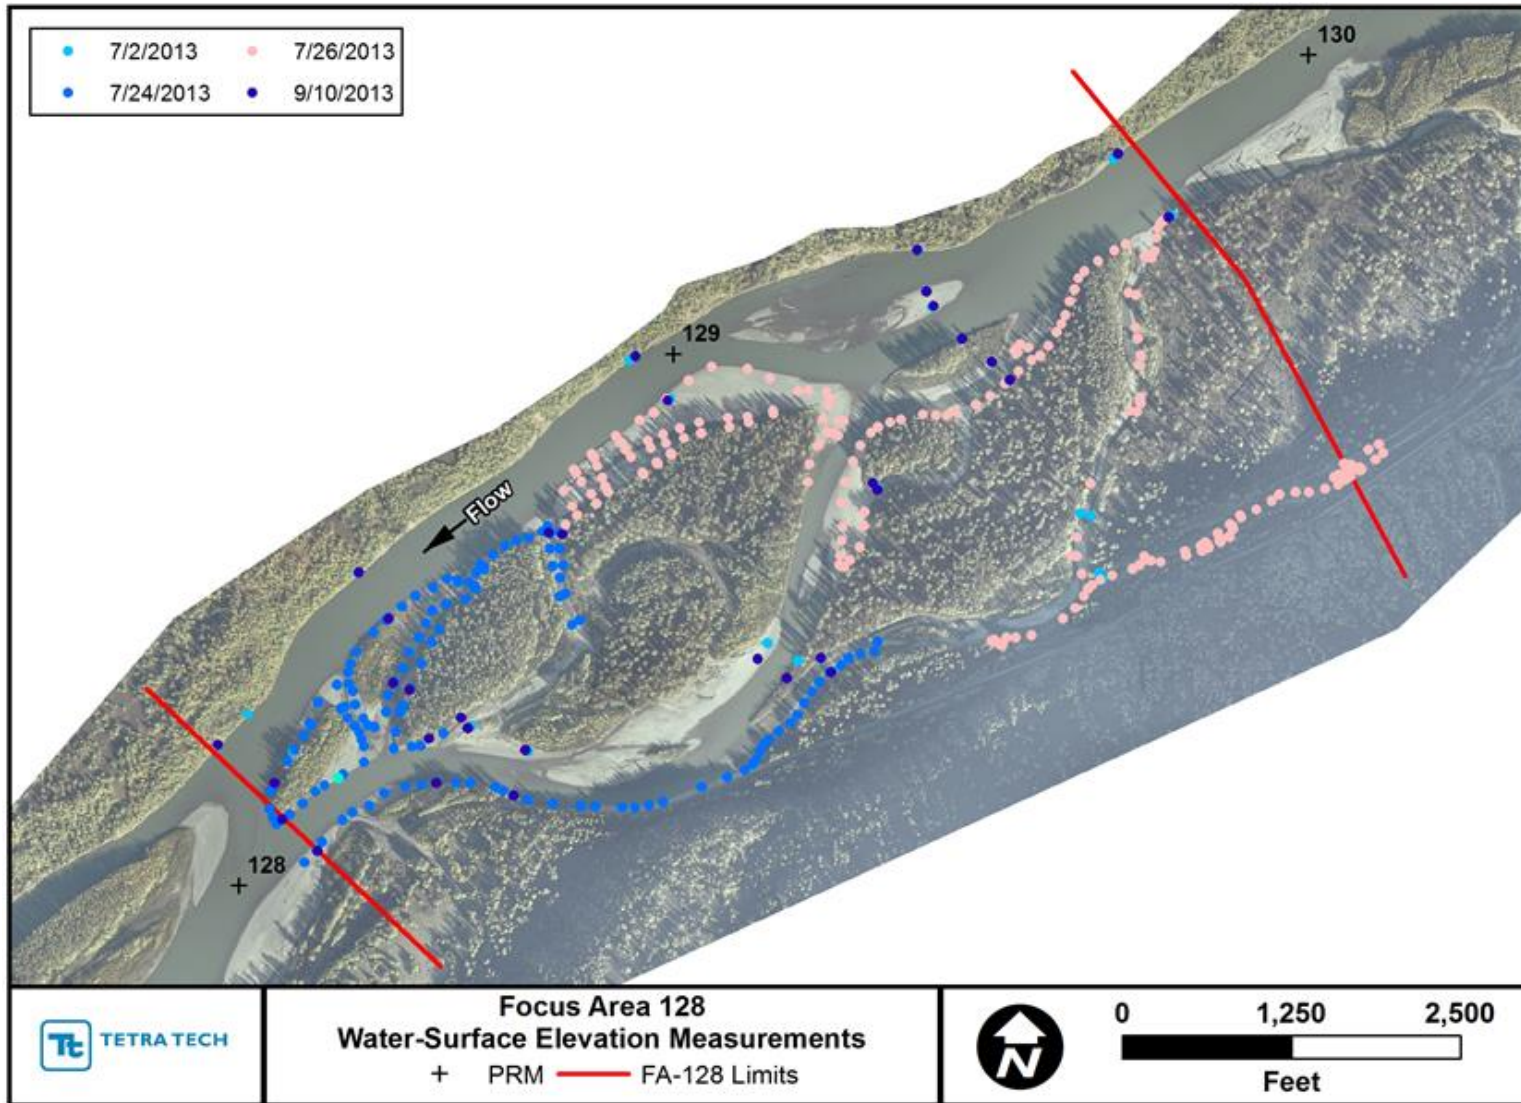 7/2/2013 7/26/2013
7/24/2013 9/10/2013
130
129
Flow
128
Tt TETRA TECH
Focus Area 128
Water-Surface Elevation Measurements
+ PRM FA-128 Limits
N
0 1,250 2,500
Feet